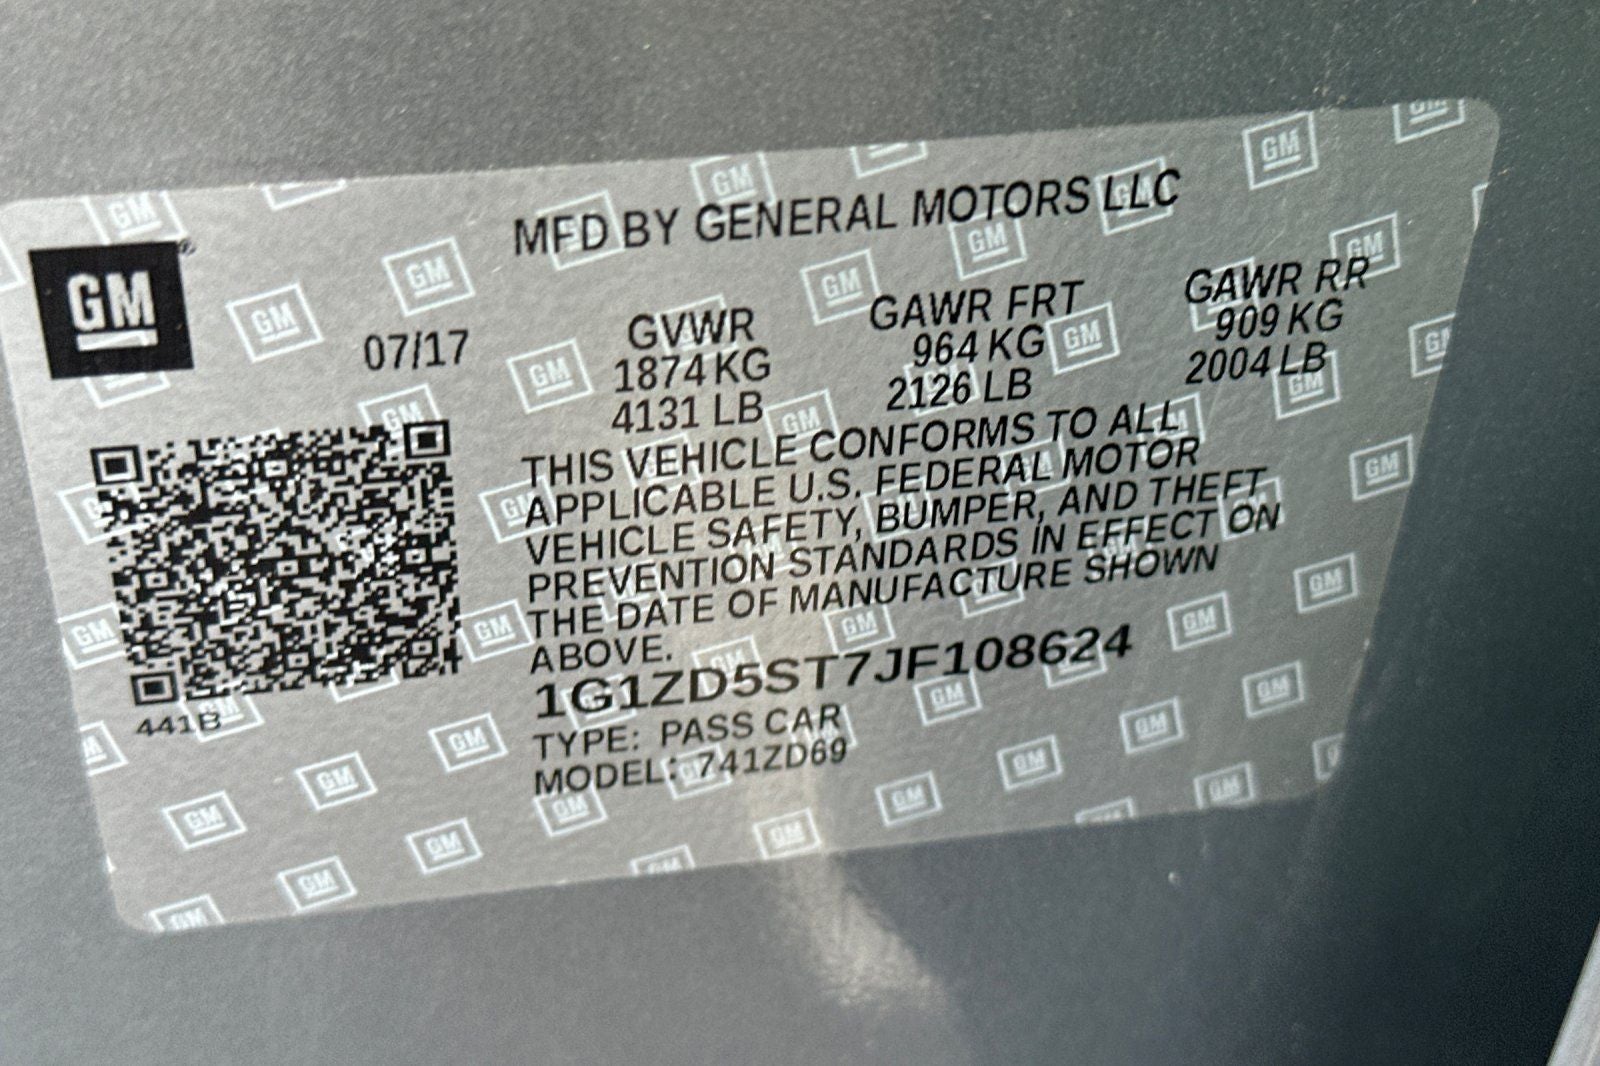 MFD BY GENERAL MOTORS LLC
GM
07/17
GVWR GAWR FRT GAWR RR
1874 KG 964 KG 909 KG
4131 LB 2126 LB 2004 LB
THIS VEHICLE CONFORMS TO ALL
APPLICABLE U.S. FEDERAL MOTOR
VEHICLE SAFETY, BUMPER, AND THEFT
PREVENTION STANDARDS IN EFFECT ON
THE DATE OF MANUFACTURE SHOWN
ABOVE.
1G1ZD5ST7JF108624
441B
TYPE: PASS CAR
MODEL: 741ZD69